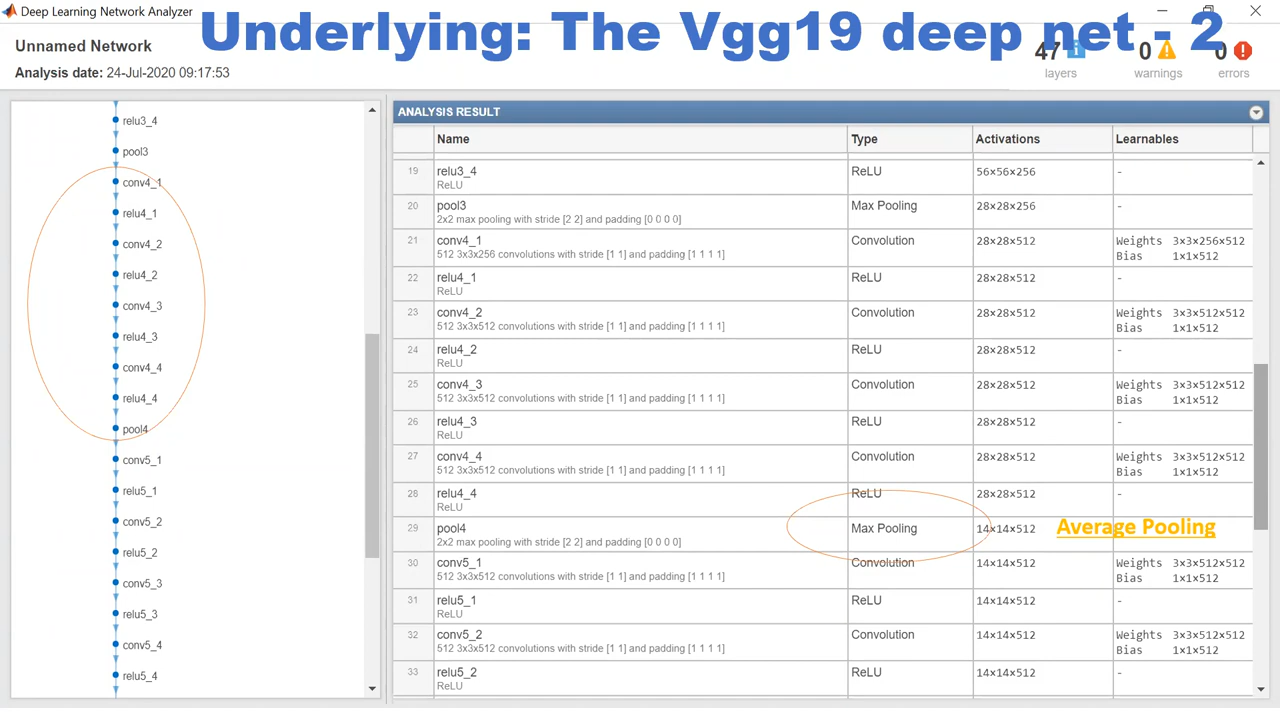 Deep Learning Network Analyzer
Underlying: The Vgg19 deep net - 2
Unnamed Network
Analysis date: 24-Jul-2020 09:17:53
47 i
layers
0
warnings
0
errors
relu3_4
pool3
conv4_1
relu4_1
conv4_2
relu4_2
conv4_3
relu4_3
conv4_4
relu4_4
pool4
conv5_1
relu5_1
conv5_2
relu5_2
conv5_3
relu5_3
conv5_4
relu5_4
ANALYSIS RESULT
Name Type Activations Learnables
19 relu3_4 ReLU 56×56×256 -
ReLU
20 pool3 Max Pooling 28×28×256 -
2x2 max pooling with stride [2 2] and padding [0 0 0 0]
21 conv4_1 Convolution 28×28×512 Weights 3×3×256×512
512 3x3x256 convolutions with stride [1 1] and padding [1 1 1 1] Bias 1×1×512
22 relu4_1 ReLU 28×28×512 -
ReLU
23 conv4_2 Convolution 28×28×512 Weights 3×3×512×512
512 3x3x512 convolutions with stride [1 1] and padding [1 1 1 1] Bias 1×1×512
24 relu4_2 ReLU 28×28×512 -
ReLU
25 conv4_3 Convolution 28×28×512 Weights 3×3×512×512
512 3x3x512 convolutions with stride [1 1] and padding [1 1 1 1] Bias 1×1×512
26 relu4_3 ReLU 28×28×512 -
ReLU
27 conv4_4 Convolution 28×28×512 Weights 3×3×512×512
512 3x3x512 convolutions with stride [1 1] and padding [1 1 1 1] Bias 1×1×512
28 relu4_4 ReLU 28×28×512 -
ReLU
29 pool4 Max Pooling 14×14×512 Average Pooling
2x2 max pooling with stride [2 2] and padding [0 0 0 0]
30 conv5_1 Convolution 14×14×512 Weights 3×3×512×512
512 3x3x512 convolutions with stride [1 1] and padding [1 1 1 1] Bias 1×1×512
31 relu5_1 ReLU 14×14×512 -
ReLU
32 conv5_2 Convolution 14×14×512 Weights 3×3×512×512
512 3x3x512 convolutions with stride [1 1] and padding [1 1 1 1] Bias 1×1×512
33 relu5_2 ReLU 14×14×512 -
ReLU